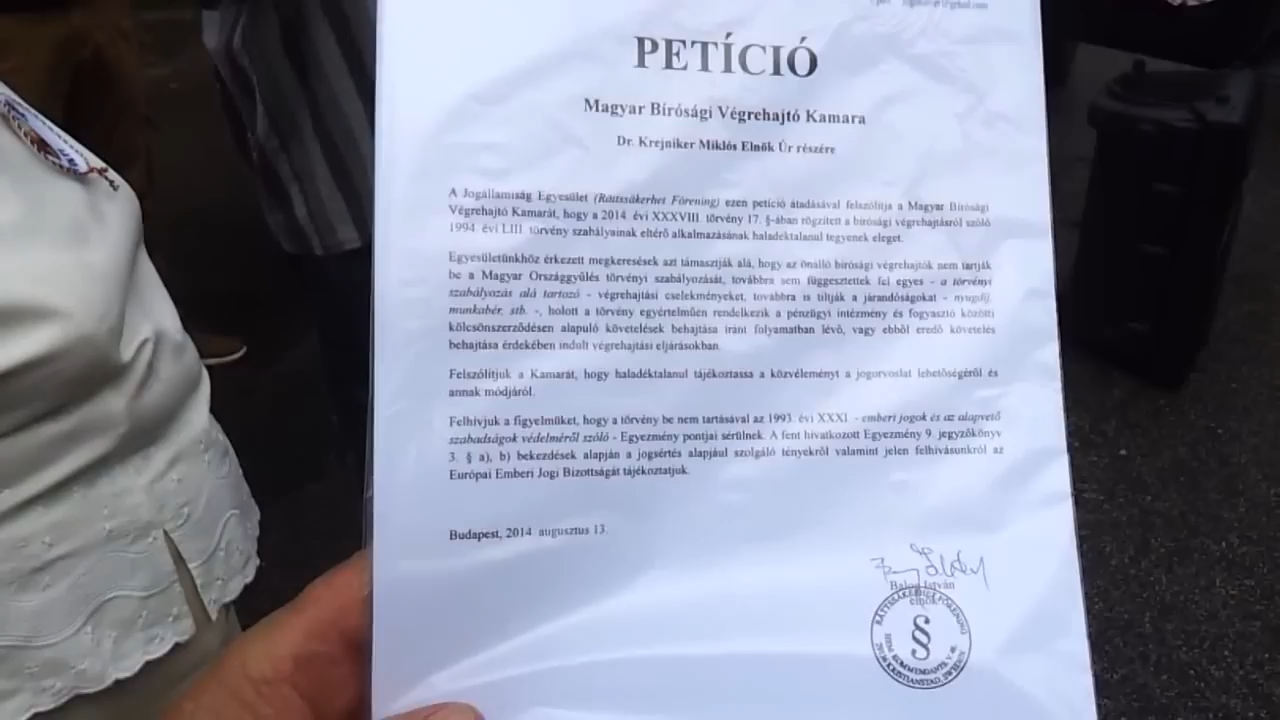 PETÍCIÓ
Magyar Bírósági Végrehajtó Kamara
Dr. Krejniker Miklós Elnök Úr részére
A Jogállamiság Egyesület (Rättssäkerhet Förening) ezen petíció átadásával felszólítja a Magyar Bírósági
Végrehajtó Kamarát, hogy a 2014. évi XXXVIII. törvény 17. §-ában rögzített a bírósági végrehajtásról szóló
1994. évi LIII. törvény szabályainak eltérő alkalmazásának haladéktalanul tegyenek eleget.
Egyesületünkhöz érkezett megkeresések azt támasztják alá, hogy az önálló bírósági végrehajtók nem tartják
be a Magyar Országgyűlés törvényi szabályozását, továbbra sem függesztettek fel egyes - a törvényi
szabályozás alá tartozó - végrehajtási cselekményeket, továbbra is tiltják a járandóságokat - nyugdíj,
munkabér, stb. -, holott a törvény egyértelműen rendelkezik a pénzügyi intézmény és fogyasztó közötti
kölcsönszerződésen alapuló követelések behajtása iránt folyamatban lévő, vagy ebből eredő követelés
behajtása érdekében indult végrehajtási eljárásokban.
Felszólítjuk a Kamarát, hogy haladéktalanul tájékoztassa a közvéleményt a jogorvoslat lehetőségéről és
annak módjáról.
Felhívjuk a figyelmüket, hogy a törvény be nem tartásával az 1993. évi XXXI. - emberi jogok és az alapvető
szabadságok védelméről szóló - Egyezmény pontjai sérülnek. A fent hivatkozott Egyezmény 9. jegyzőkönyv
3. § a), b) bekezdések alapján a jogsértés alapjául szolgáló tényekről valamint jelen felhívásunkról az
Európai Emberi Jogi Bizottságát tájékoztatjuk.
Budapest, 2014. augusztus 13.
Balog István
elnök
RÄTTSSÄKERHET FÖRENING
§
KRISTIANSTAD, SWEDEN